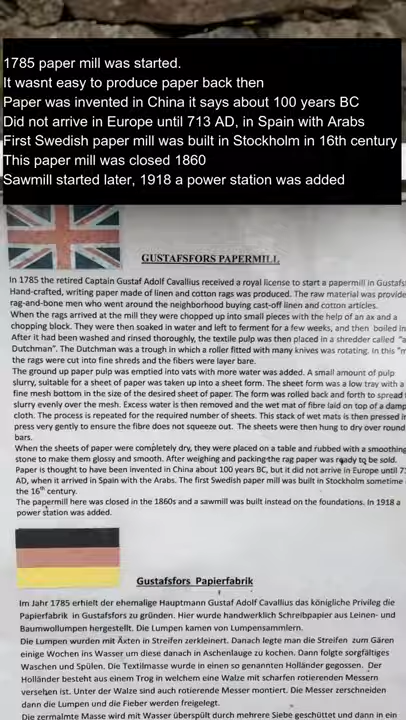 1785 paper mill was started.
It wasnt easy to produce paper back then
Paper was invented in China it says about 100 years BC
Did not arrive in Europe until 713 AD, in Spain with Arabs
First Swedish paper mill was built in Stockholm in 16th century
This paper mill was closed 1860
Sawmill started later, 1918 a power station was added
GUSTAFSFORS PAPERMILL
In 1785 the retired Captain Gustaf Adolf Cavallius received a royal license to start a papermill in Gustafs
Hand-crafted, writing paper made of linen and cotton rags was produced. The raw material was provide
rag-and-bone men who went around the neighborhood buying cast-off linen and cotton articles.
When the rags arrived at the mill they were chopped up into small pieces with the help of an ax and a
chopping block. They were then soaked in water and left to ferment for a few weeks, and then boiled in
After it had been washed and rinsed thoroughly, the textile pulp was then placed in a shredder called "a
Dutchman". The Dutchman was a trough in which a roller fitted with many knives was rotating. In this "m
the rags were cut into fine shreds and the fibers were layer bare.
The ground up paper pulp was emptied into vats with more water was added. A small amount of pulp
slurry, suitable for a sheet of paper was taken up into a sheet form. The sheet form was a low tray with a
fine mesh bottom in the size of the desired sheet of paper. The form was rolled back and forth to spread
slurry evenly over the mesh. Excess water is then removed and the wet mat of fibre laid on top of a damp
cloth. The process is repeated for the required number of sheets. This stack of wet mats is then pressed in
press very gently to ensure the fibre does not squeeze out. The sheets were then hung to dry over round
bars.
When the sheets of paper were completely dry, they were placed on a table and rubbed with a smoothing
stone to make them glossy and smooth. After weighing and packing the rag paper was ready to be sold.
Paper is thought to have been invented in China about 100 years BC, but it did not arrive in Europe until 71
AD, when it arrived in Spain with the Arabs. The first Swedish paper mill was built in Stockholm sometime
the 16th century.
The papermill here was closed in the 1860s and a sawmill was built instead on the foundations. In 1918 a
power station was added.
Gustafsfors Papierfabrik
Im Jahr 1785 erhielt der ehemalige Hauptmann Gustaf Adolf Cavallius das königliche Privileg die
Papierfabrik in Gustafsfors zu gründen. Hier wurde handwerklich Schreibpapier aus Leinen- und
Baumwollumpen hergestellt. Die Lumpen kamen von Lumpensammlern.
Die Lumpen wurden mit Äxten in Streifen zerkleinert. Danach legte man die Streifen zum Gären
einige Wochen ins Wasser um diese danach in Aschenlauge zu kochen. Dann folgte sorgfältiges
Waschen und Spülen. Die Textilmasse wurde in einen so genannten Holländer gegossen. Der
Holländer besteht aus einem Trog in welchem eine Walze mit scharfen rotierenden Messern
versehen ist. Unter der Walze sind auch rotierende Messer montiert. Die Messer zerschneiden
dann die Lumpen und die Fieber werden freigelegt.
Die zermalmte Masse wird mit Wasser überspült durch mehrere Siebe geschüttet und dann in ein